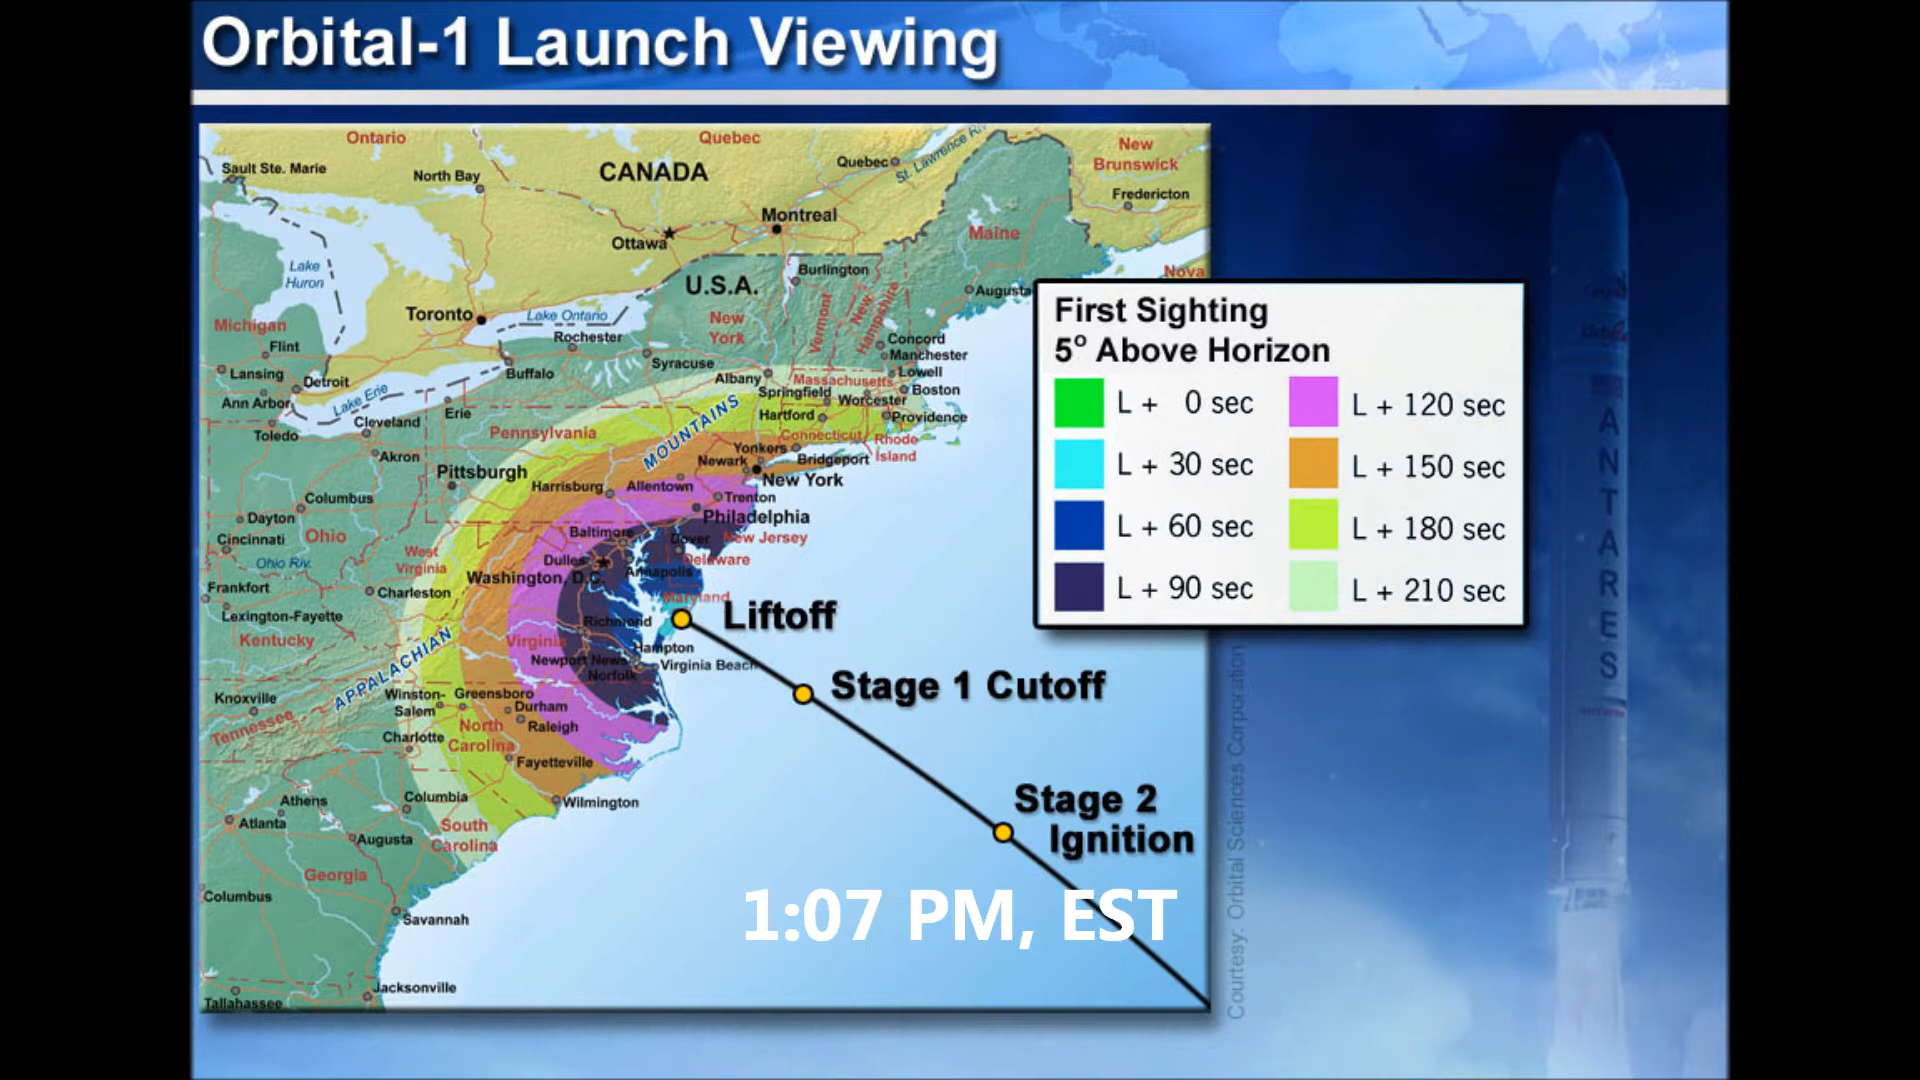 Orbital-1 Launch Viewing
Ontario
Quebec
New
Brunswick
Sault Ste. Marie
North Bay
CANADA
Quebec
St. Lawrence Riv
Fredericton
Montreal
Ottawa
Maine
Lake
Huron
U.S.A.
Burlington
Nova
Augusta
Michigan
Toronto
Lake Ontario
New
York
Vermont
New
Hampshire
Flint
Rochester
Concord
Manchester
Lansing
Detroit
Buffalo
Syracuse
Albany
Massachusetts
Lowell
Boston
Ann Arbor
Lake Erie
Erie
Springfield
Worcester
Toledo
Cleveland
Pennsylvania
MOUNTAINS
Hartford
Providence
Connecticut
Rhode
Island
Akron
Pittsburgh
Yonkers
Newark
Bridgeport
New York
Columbus
Harrisburg
Allentown
Trenton
Dayton
Philadelphia
Cincinnati
Ohio
Baltimore
Dover
New Jersey
Ohio Riv.
West
Virginia
Dulles
Delaware
Washington, D.C.
Annapolis
Frankfort
Charleston
Maryland
Lexington-Fayette
Richmond
Liftoff
Kentucky
APPALACHIAN
Virginia
Hampton
Newport News
Virginia Beach
Norfolk
Stage 1 Cutoff
Knoxville
Winston-
Salem
Greensboro
Durham
Tennessee
North
Carolina
Raleigh
Charlotte
Fayetteville
Athens
Columbia
Wilmington
Stage 2
Ignition
Atlanta
Augusta
South
Carolina
Georgia
Columbus
Savannah
Jacksonville
Tallahassee
1:07 PM, EST
First Sighting
5° Above Horizon
L + 0 sec
L + 30 sec
L + 60 sec
L + 90 sec
L + 120 sec
L + 150 sec
L + 180 sec
L + 210 sec
Courtesy: Orbital Sciences Corporation
ANTARES